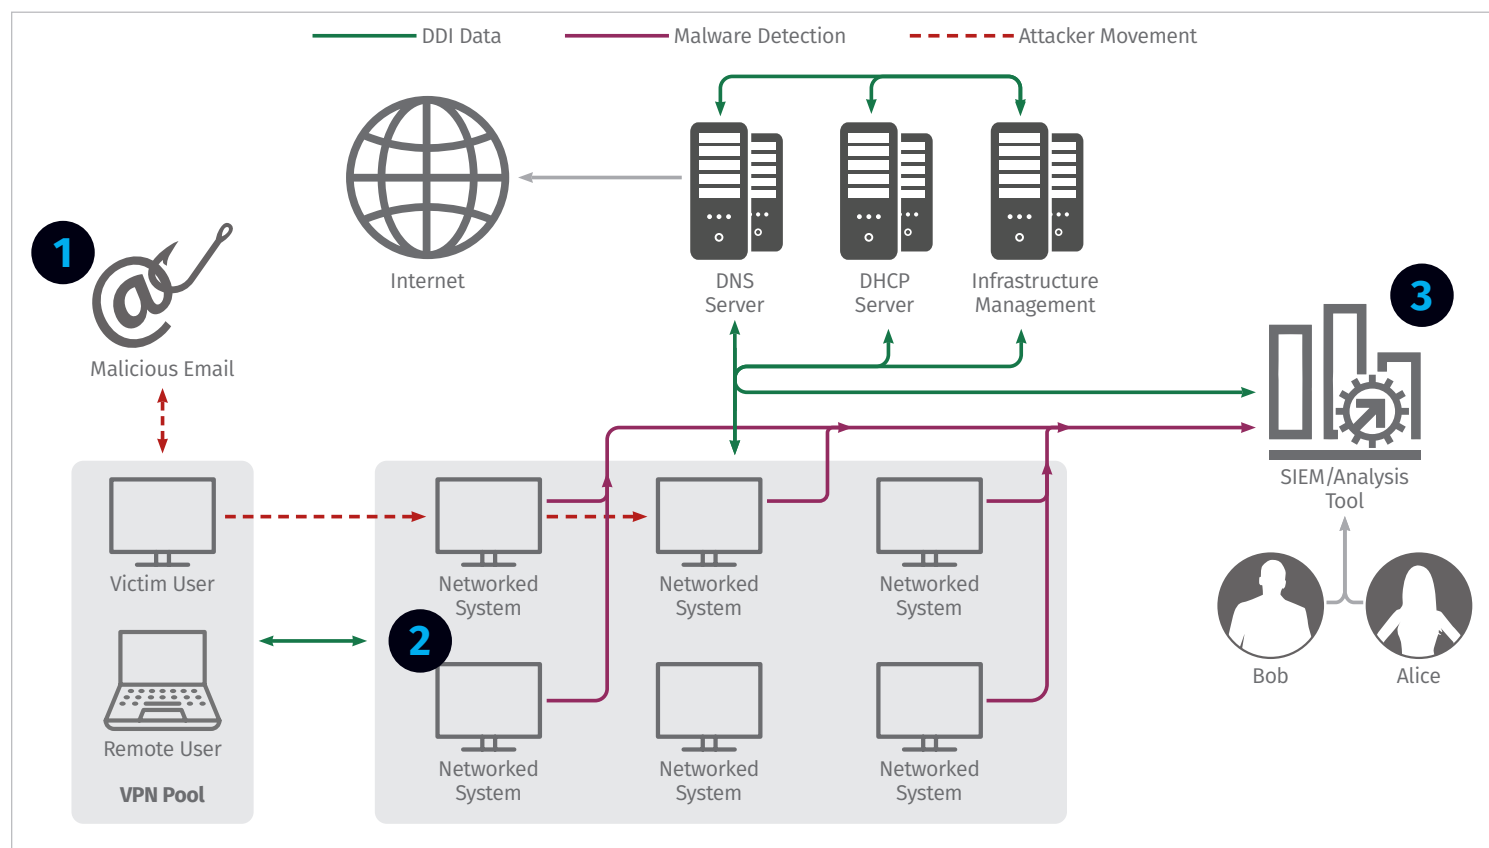 DDI Data
Malware Detection
Attacker Movement
1
Internet
DNS
Server
DHCP
Server
Infrastructure
Management
3
Malicious Email
SIEM/Analysis
Tool
Victim User
Networked
System
Networked
System
Networked
System
2
Remote User
VPN Pool
Networked
System
Networked
System
Networked
System
Bob
Alice